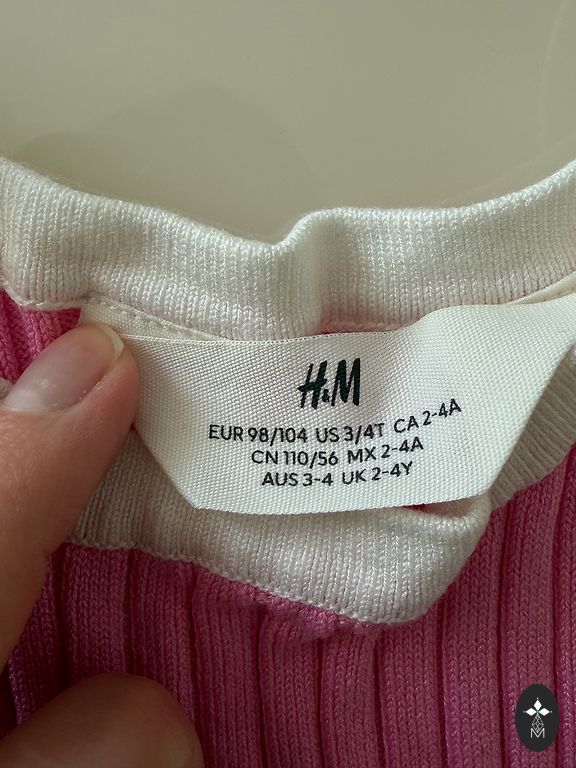 H&M
EUR 98/104 US 3/4T CA 2-4A
CN 110/56 MX 2-4A
AUS 3-4 UK 2-4Y
M